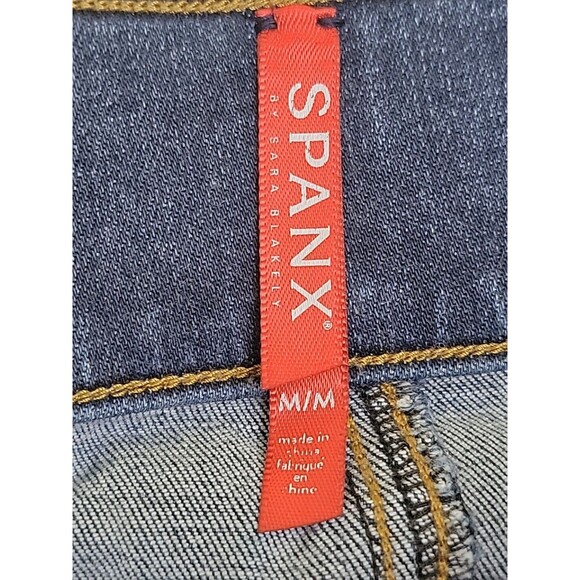 SPANX®
BY SARA BLAKELY
M/M
made in
china
fabriqué
en
chine